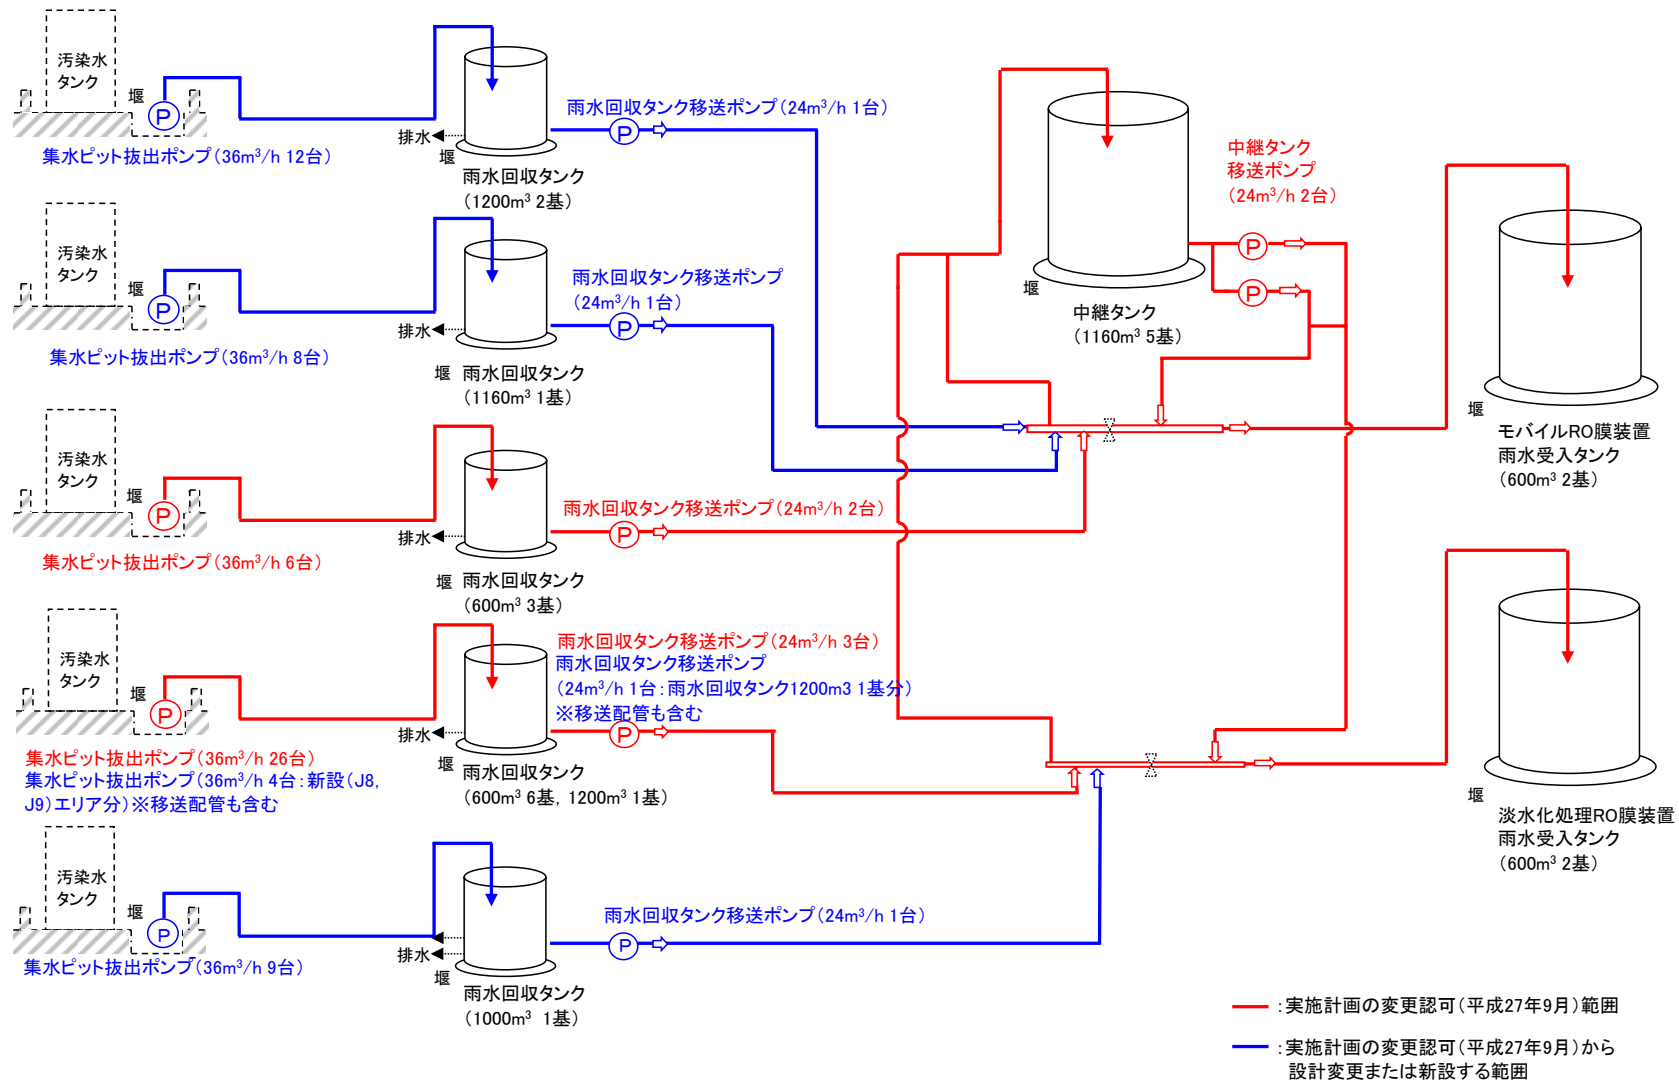 汚染水
タンク
堰
P
集水ピット抜出ポンプ(36m³/h 12台)
排水
堰
雨水回収タンク
(1200m³ 2基)
雨水回収タンク移送ポンプ(24m³/h 1台)
P
汚染水
タンク
堰
P
集水ピット抜出ポンプ(36m³/h 8台)
排水
堰
雨水回収タンク
(1160m³ 1基)
雨水回収タンク移送ポンプ
(24m³/h 1台)
P
汚染水
タンク
堰
P
集水ピット抜出ポンプ(36m³/h 6台)
排水
堰
雨水回収タンク
(600m³ 3基)
雨水回収タンク移送ポンプ(24m³/h 2台)
P
汚染水
タンク
堰
P
集水ピット抜出ポンプ(36m³/h 26台)
集水ピット抜出ポンプ(36m³/h 4台:新設(J8,
J9)エリア分)※移送配管も含む
排水
堰
雨水回収タンク
(600m³ 6基, 1200m³ 1基)
雨水回収タンク移送ポンプ(24m³/h 3台)
雨水回収タンク移送ポンプ
(24m³/h 1台:雨水回収タンク1200m3 1基分)
※移送配管も含む
P
汚染水
タンク
堰
P
集水ピット抜出ポンプ(36m³/h 9台)
排水
堰
雨水回収タンク
(1000m³ 1基)
雨水回収タンク移送ポンプ(24m³/h 1台)
P
堰
中継タンク
(1160m³ 5基)
中継タンク
移送ポンプ
(24m³/h 2台)
P
P
堰
モバイルRO膜装置
雨水受入タンク
(600m³ 2基)
堰
淡水化処理RO膜装置
雨水受入タンク
(600m³ 2基)
:実施計画の変更認可(平成27年9月)範囲
:実施計画の変更認可(平成27年9月)から
設計変更または新設する範囲